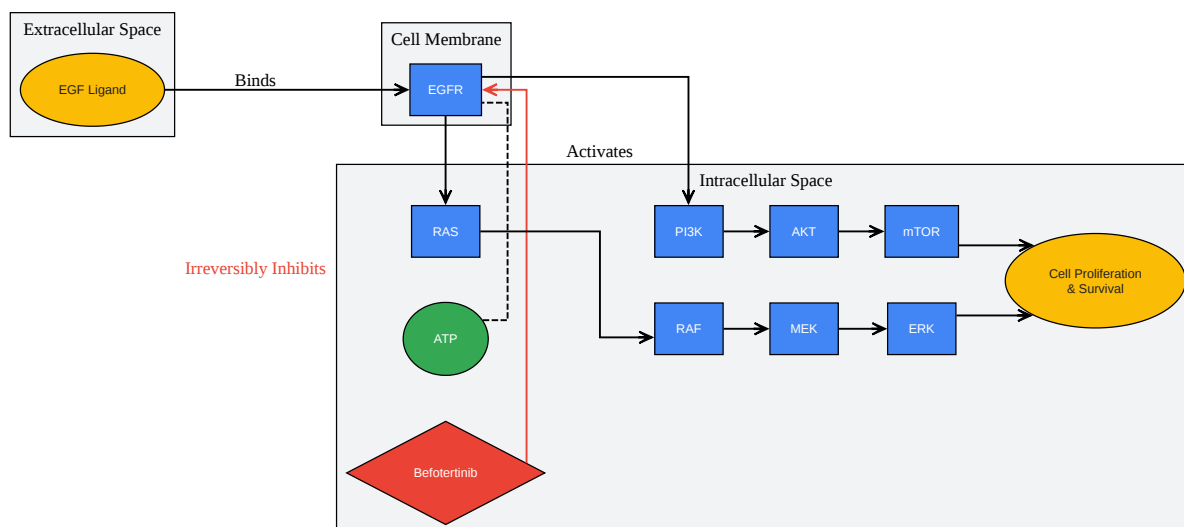 Extracellular Space
EGF Ligand
Binds
Cell Membrane
EGFR
Activates
Intracellular Space
RAS
PI3K
AKT
mTOR
Irreversibly Inhibits
Cell Proliferation
& Survival
ATP
RAF
MEK
ERK
Befotertinib